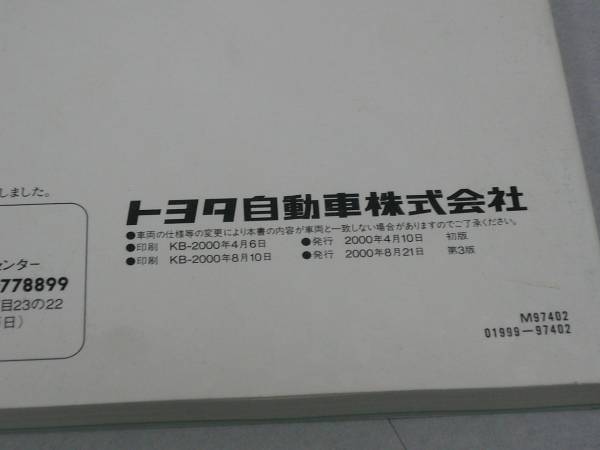 しました。
トヨタ自動車株式会社
●車両の仕様等の変更により本書の内容が車両と一致しない場合がありますのでご了承ください。
●印刷 KB-2000年4月6日 ●発行 2000年4月10日 初版
●印刷 KB-2000年8月10日 ●発行 2000年8月21日 第3版
センター
778899
目23の22
日）
M97402
01999-97402